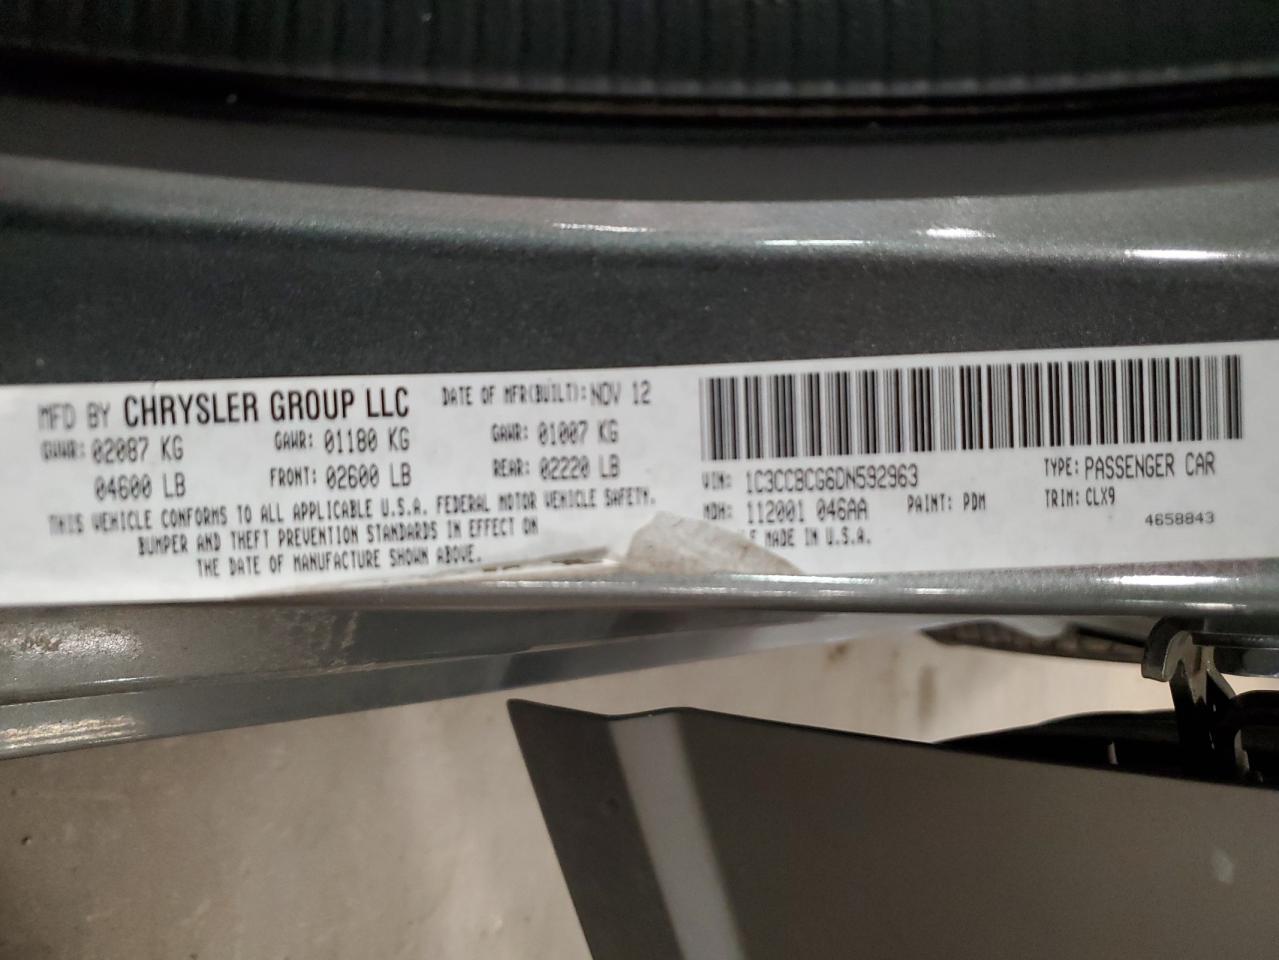 MFD BY CHRYSLER GROUP LLC DATE OF MFR(BUILT): NOV 12
GVWR: 02087 KG GAWR: 01180 KG GAWR: 01007 KG
04600 LB FRONT: 02600 LB REAR: 02220 LB
THIS VEHICLE CONFORMS TO ALL APPLICABLE U.S.A. FEDERAL MOTOR VEHICLE SAFETY.
BUMPER AND THEFT PREVENTION STANDARDS IN EFFECT ON
THE DATE OF MANUFACTURE SHOWN ABOVE.
VIN: 1C3CC8CG6DN592963 TYPE: PASSENGER CAR
MDH: 112001 046AA PAINT: PDM TRIM: CLX9
MADE IN U.S.A. 4658843